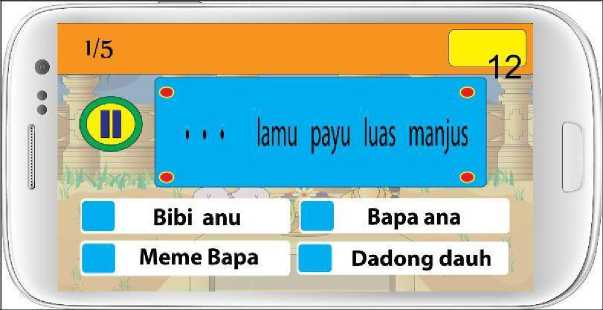 1/5
12
... lamu payu luas manjus
Bibi anu
Bapa ana
Meme Bapa
Dadong dauh